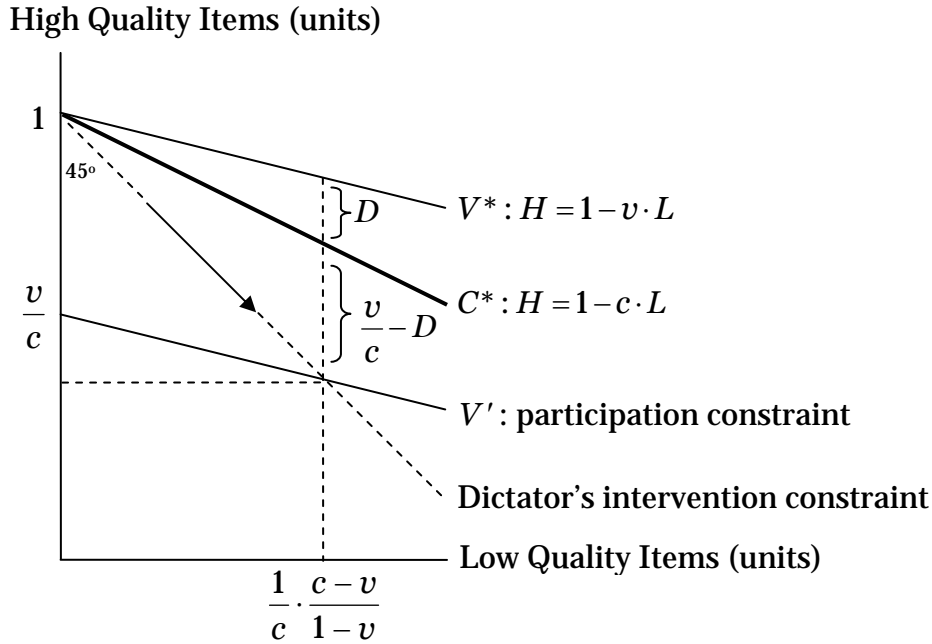 High Quality Items (units)
1
45°
V* : H = 1 − v · L
D
C* : H = 1 − c · L
v/c
v/c − D
V′ : participation constraint
Dictator's intervention constraint
Low Quality Items (units)
1/c · (c − v)/(1 − v)